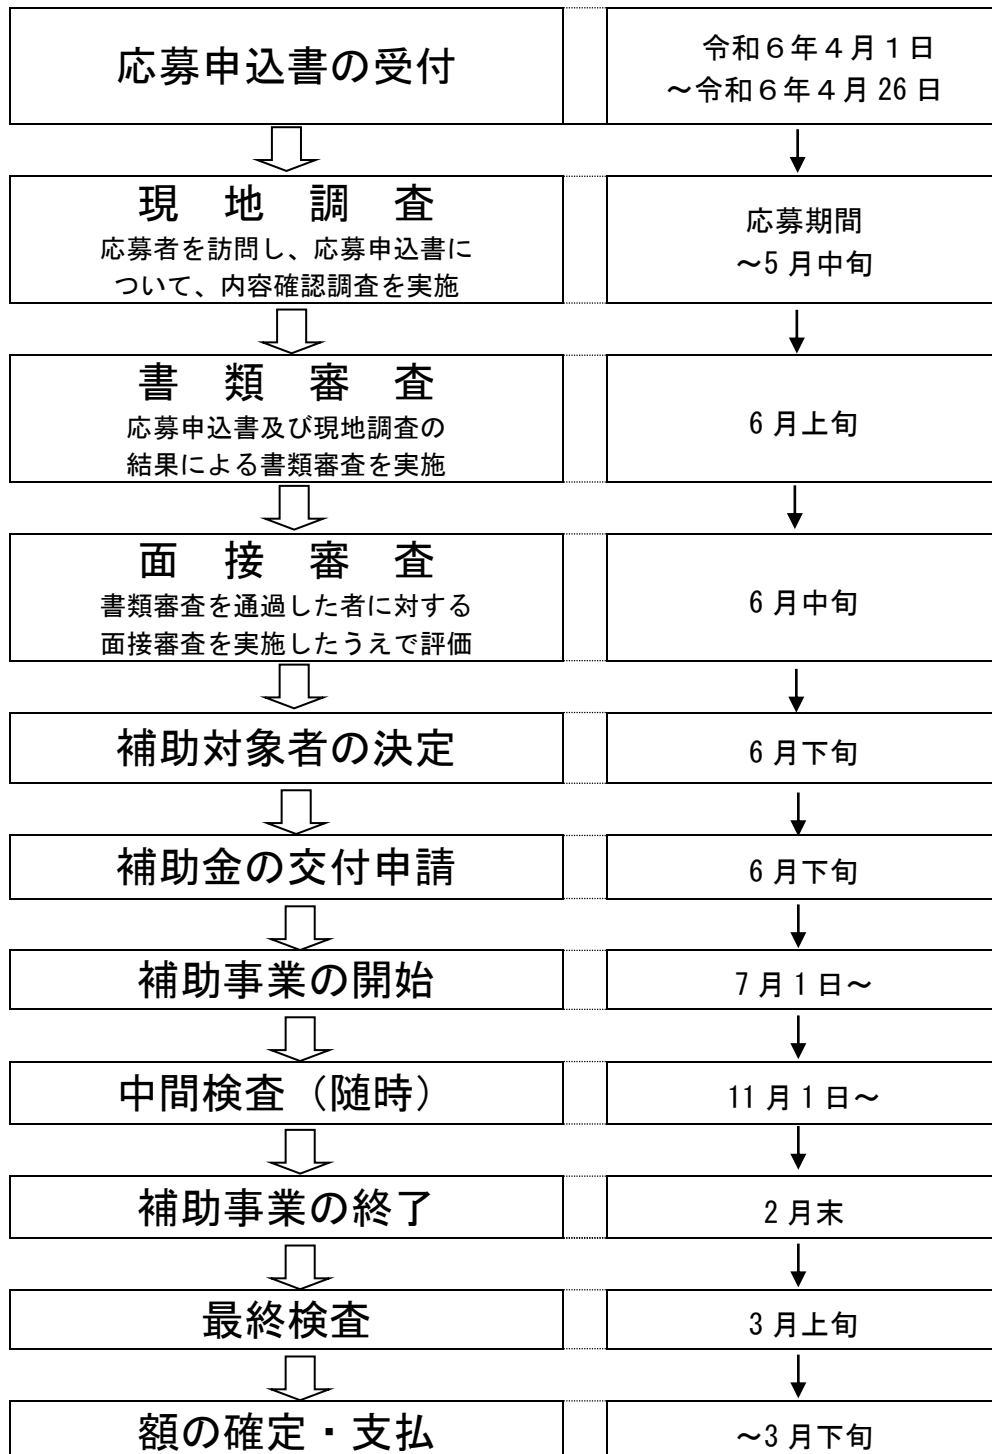 応募申込書の受付
令和６年４月１日
～令和６年４月 26 日
現　地　調　査
応募者を訪問し、応募申込書に
ついて、内容確認調査を実施
応募期間
～5 月中旬
書　類　審　査
応募申込書及び現地調査の
結果による書類審査を実施
6 月上旬
面　接　審　査
書類審査を通過した者に対する
面接審査を実施したうえで評価
6 月中旬
補助対象者の決定
6 月下旬
補助金の交付申請
6 月下旬
補助事業の開始
7 月 1 日～
中間検査（随時）
11 月 1 日～
補助事業の終了
2 月末
最終検査
3 月上旬
額の確定・支払
～3 月下旬